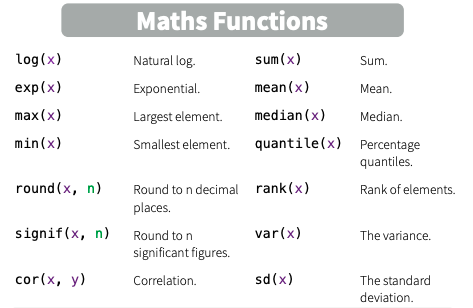 Maths Functions
log(x) Natural log. sum(x) Sum.
exp(x) Exponential. mean(x) Mean.
max(x) Largest element. median(x) Median.
min(x) Smallest element. quantile(x) Percentage
quantiles.
round(x, n) Round to n decimal rank(x) Rank of elements.
places.
signif(x, n) Round to n var(x) The variance.
significant figures.
cor(x, y) Correlation. sd(x) The standard
deviation.